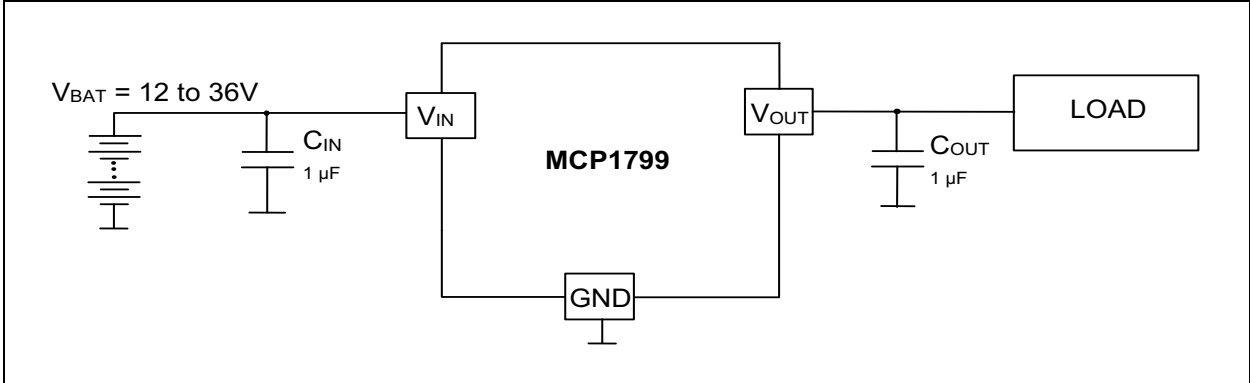 VBAT = 12 to 36V
VIN
VOUT
LOAD
CIN
1 µF
MCP1799
COUT
1 µF
GND